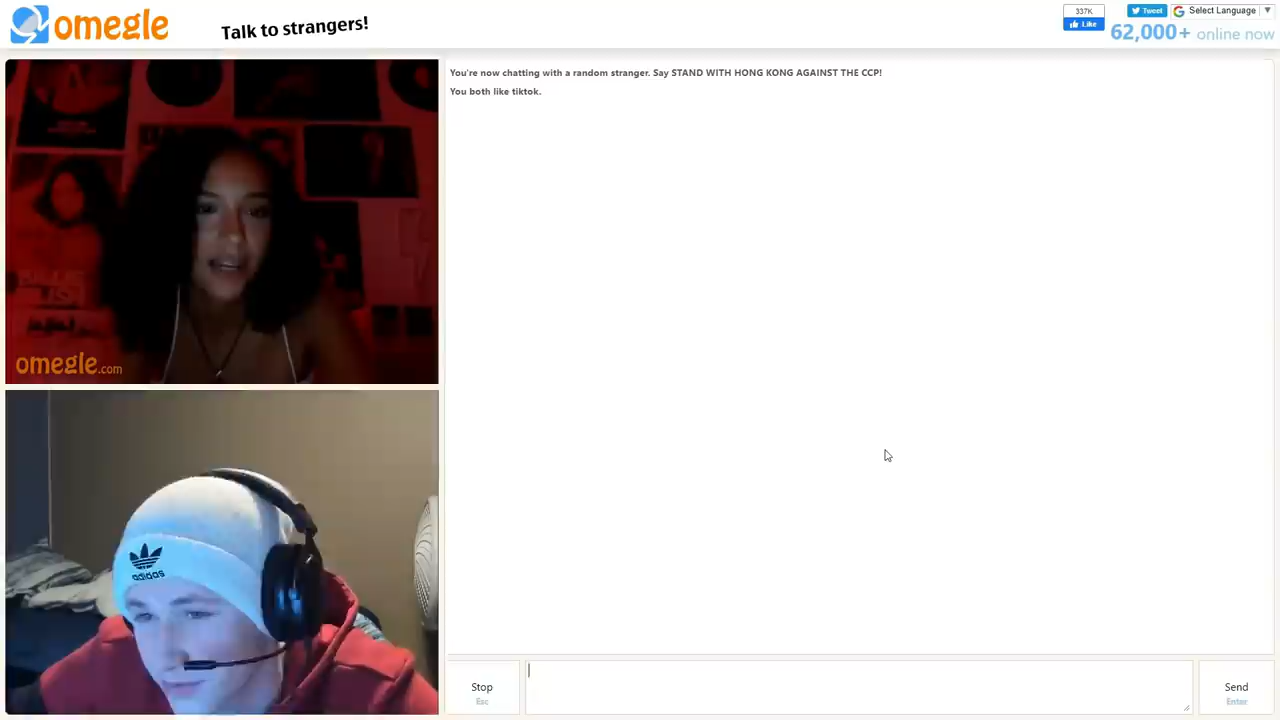 omegle
Talk to strangers!
337K
Like
Tweet
Select Language ▼
62,000+ online now
You're now chatting with a random stranger. Say STAND WITH HONG KONG AGAINST THE CCP!
You both like tiktok.
omegle.com
adidas
Stop
Esc
Send
Enter